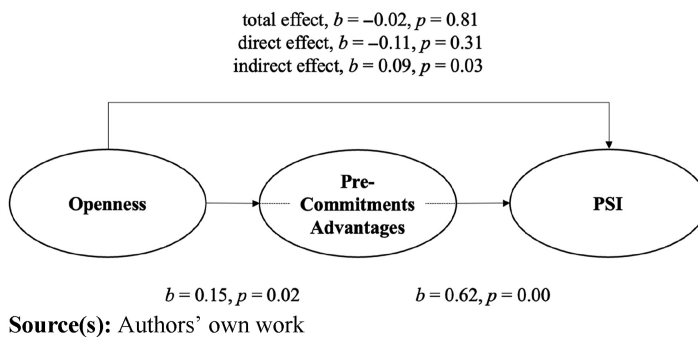 total effect, b = –0.02, p = 0.81
direct effect, b = –0.11, p = 0.31
indirect effect, b = 0.09, p = 0.03
Openness
Pre-
Commitments
Advantages
PSI
b = 0.15, p = 0.02
b = 0.62, p = 0.00
Source(s): Authors’ own work